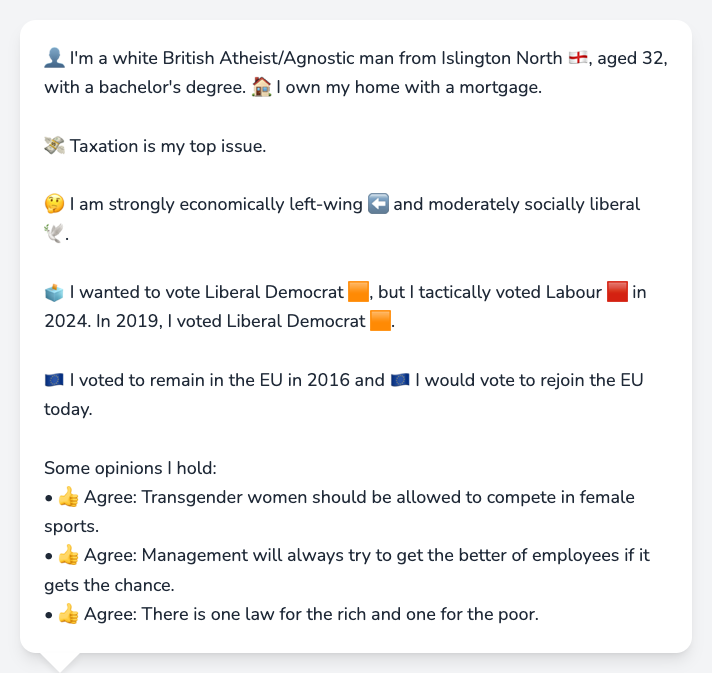 👤 I'm a white British Atheist/Agnostic man from Islington North 🏴󠁧󠁢󠁥󠁮󠁧󠁿, aged 32,
with a bachelor's degree. 🏠 I own my home with a mortgage.
💸 Taxation is my top issue.
🤔 I am strongly economically left-wing ⬅️ and moderately socially liberal
🕊️.
🗳️ I wanted to vote Liberal Democrat 🟧, but I tactically voted Labour 🟥 in
2024. In 2019, I voted Liberal Democrat 🟧.
🇪🇺 I voted to remain in the EU in 2016 and 🇪🇺 I would vote to rejoin the EU
today.
Some opinions I hold:
• 👍 Agree: Transgender women should be allowed to compete in female
sports.
• 👍 Agree: Management will always try to get the better of employees if it
gets the chance.
• 👍 Agree: There is one law for the rich and one for the poor.